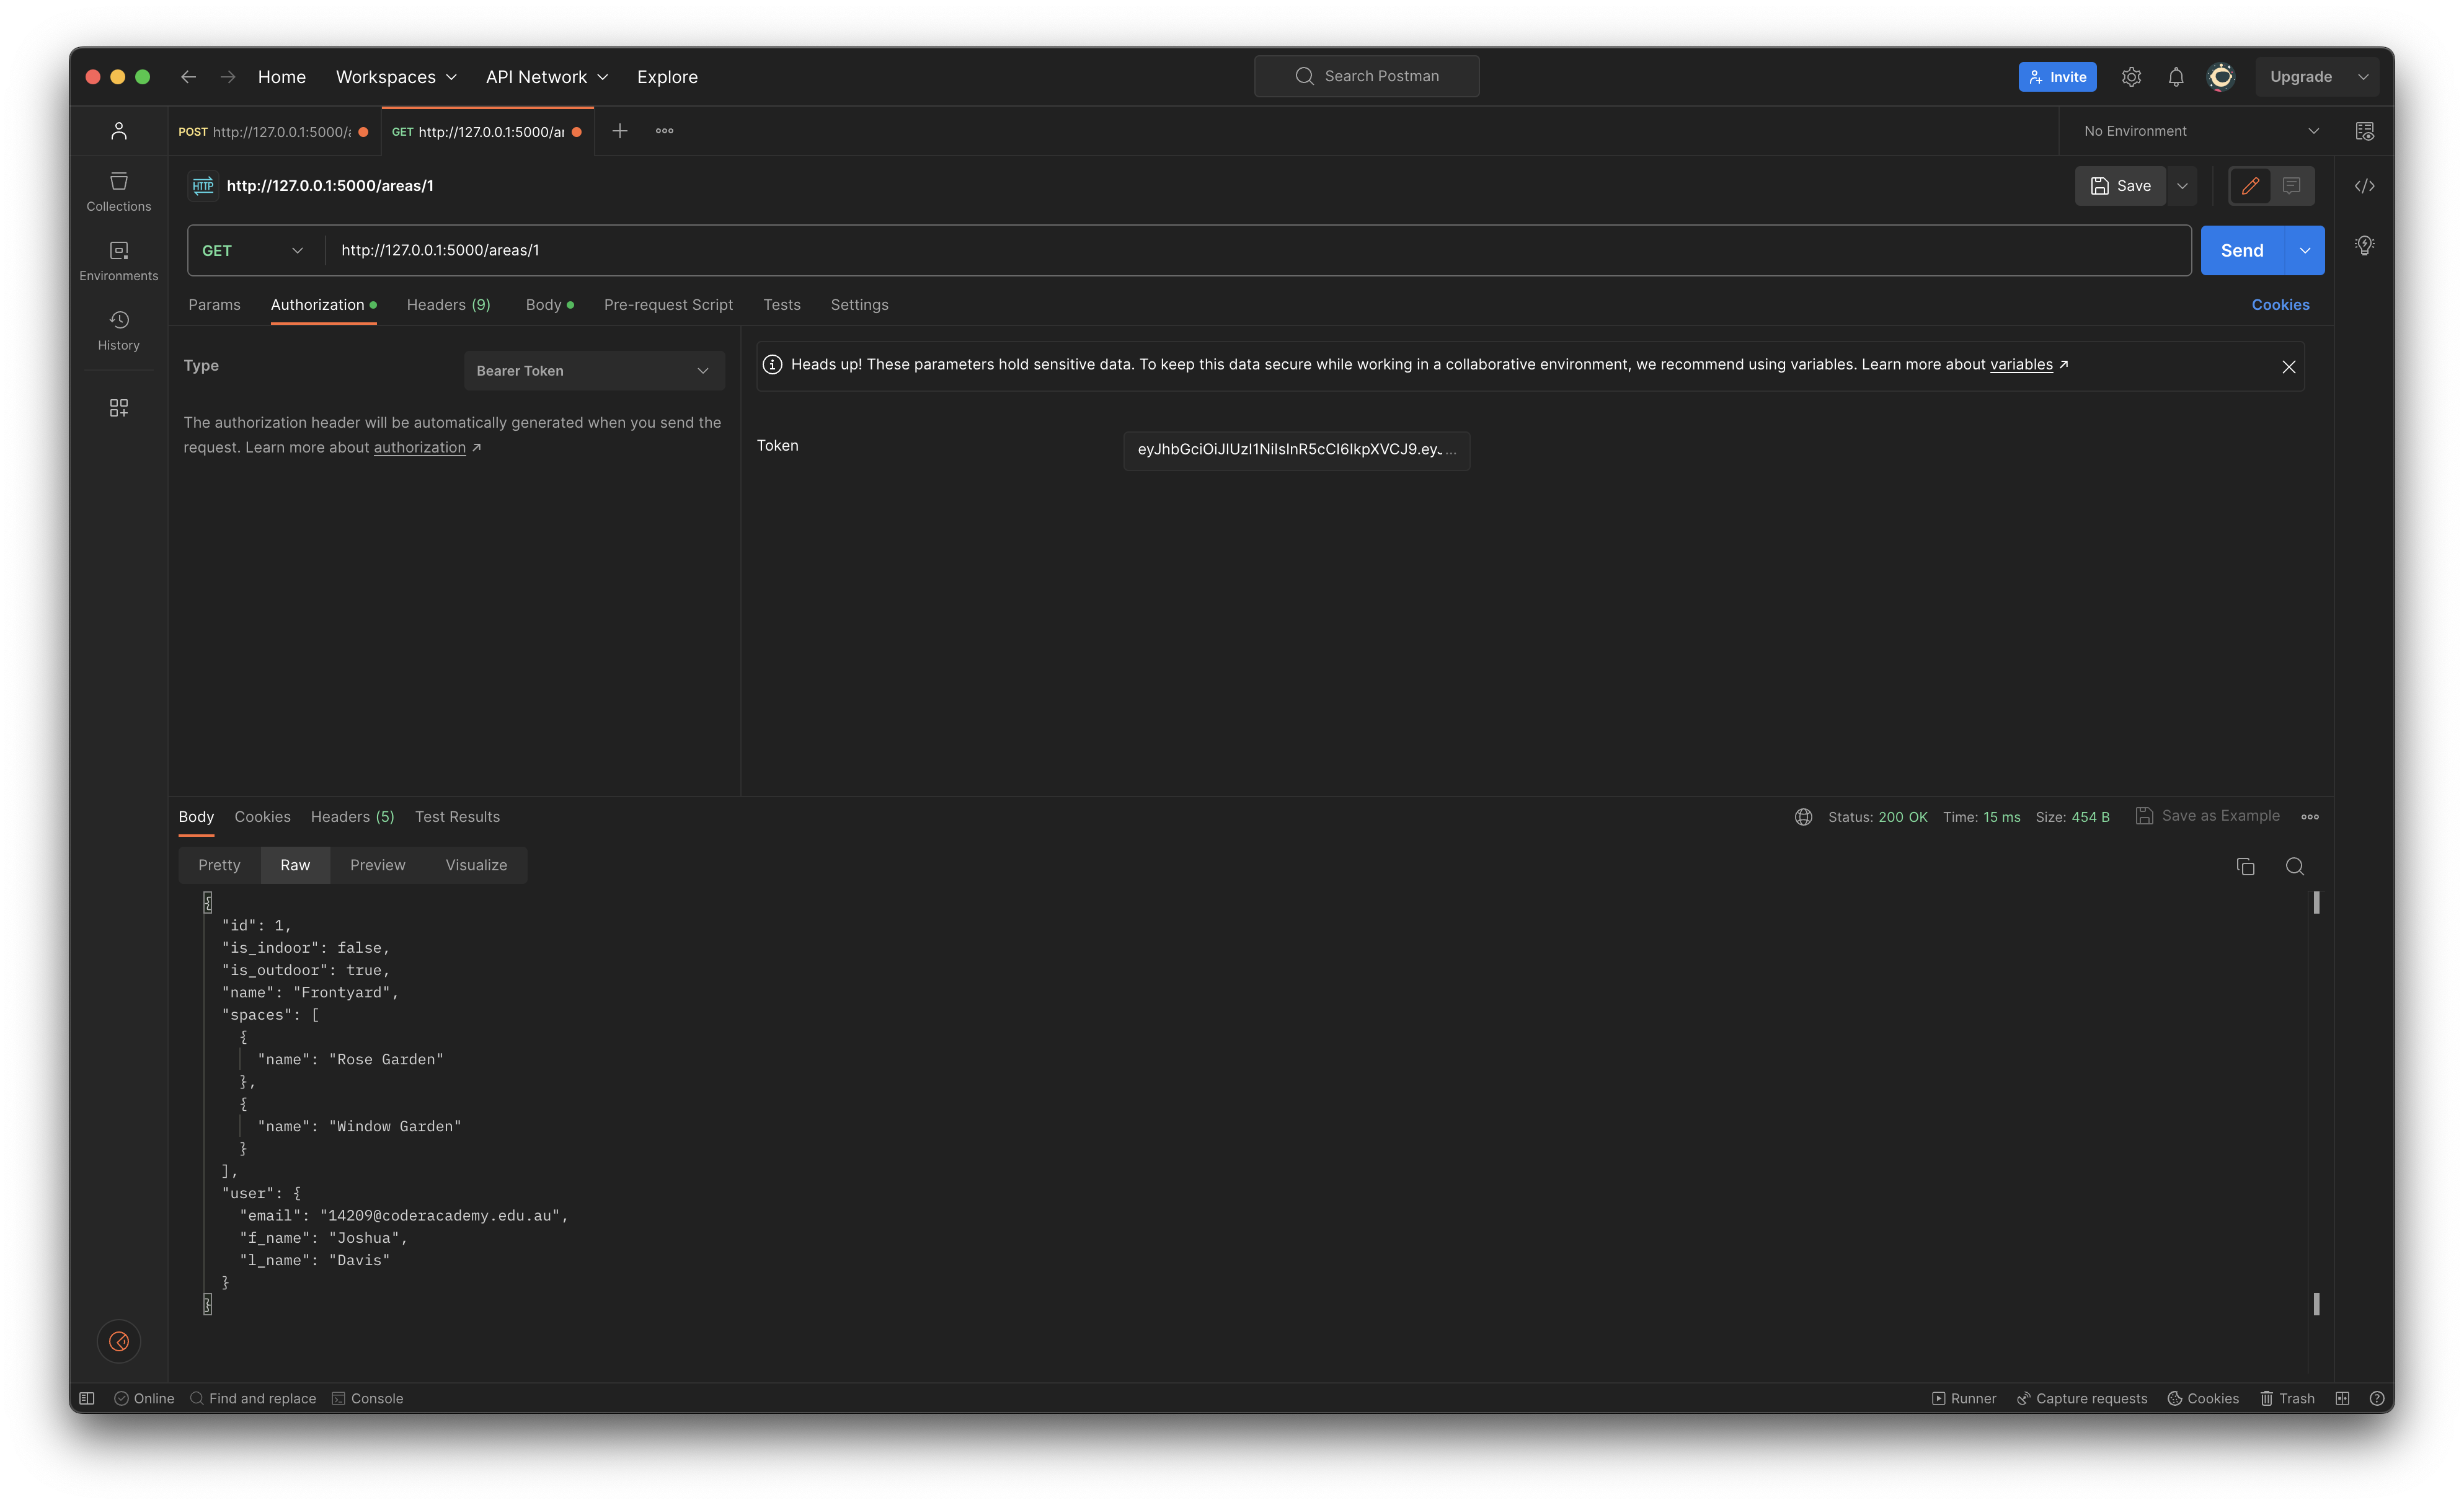 Home Workspaces API Network Explore Search Postman Invite Upgrade
POST http://127.0.0.1:5000/a GET http://127.0.0.1:5000/ar No Environment
HTTP http://127.0.0.1:5000/areas/1 Save
Collections
GET http://127.0.0.1:5000/areas/1 Send
Environments
Params Authorization Headers (9) Body Pre-request Script Tests Settings Cookies
History
Type Bearer Token
Heads up! These parameters hold sensitive data. To keep this data secure while working in a collaborative environment, we recommend using variables. Learn more about variables ↗
The authorization header will be automatically generated when you send the
request. Learn more about authorization ↗
Token eyJhbGciOiJIUzI1NiIsInR5cCI6IkpXVCJ9.eyJ...
Body Cookies Headers (5) Test Results Status: 200 OK Time: 15 ms Size: 454 B Save as Example
Pretty Raw Preview Visualize
{
"id": 1,
"is_indoor": false,
"is_outdoor": true,
"name": "Frontyard",
"spaces": [
{
"name": "Rose Garden"
},
{
"name": "Window Garden"
}
],
"user": {
"email": "14209@coderacademy.edu.au",
"f_name": "Joshua",
"l_name": "Davis"
}
}
Online Find and replace Console Runner Capture requests Cookies Trash